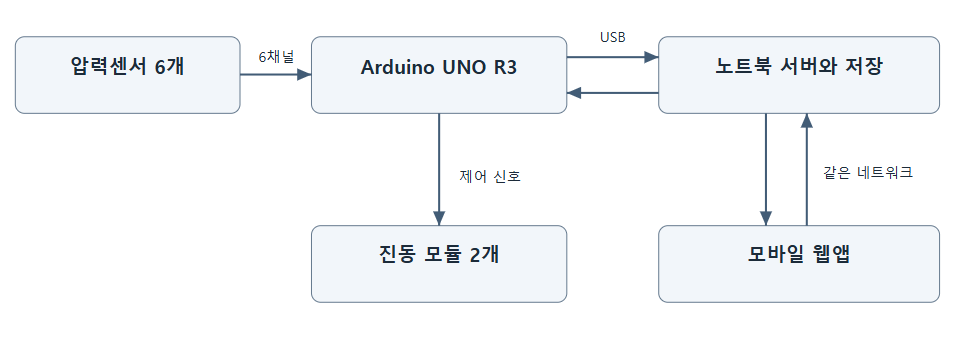 압력센서 6개
6채널
Arduino UNO R3
USB
노트북 서버와 저장
제어 신호
같은 네트워크
진동 모듈 2개
모바일 웹앱